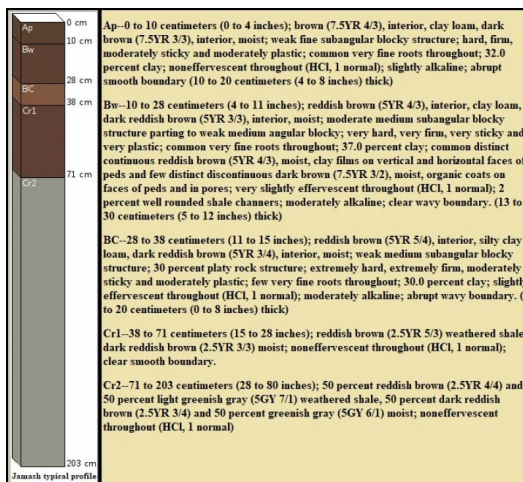 0 cm
Ap
10 cm
Bw
28 cm
BC
38 cm
Cr1
71 cm
Cr2
203 cm
Jamash typical profile
Ap--0 to 10 centimeters (0 to 4 inches); brown (7.5YR 4/3), interior, clay loam, dark
brown (7.5YR 3/3), interior, moist; weak fine subangular blocky structure; hard, firm,
moderately sticky and moderately plastic; common very fine roots throughout; 32.0
percent clay; noneffervescent throughout (HCl, 1 normal); slightly alkaline; abrupt
smooth boundary (10 to 20 centimeters (4 to 8 inches) thick)
Bw--10 to 28 centimeters (4 to 11 inches); reddish brown (5YR 4/3), interior, clay loam,
dark reddish brown (5YR 3/3), interior, moist; moderate medium subangular blocky
structure parting to weak medium angular blocky; very hard, very firm, very sticky and
very plastic; common very fine roots throughout; 37.0 percent clay; common distinct
continuous reddish brown (5YR 4/3), moist, clay films on vertical and horizontal faces of
peds and few distinct discontinuous dark brown (7.5YR 3/2), moist, organic coats on
faces of peds and in pores; very slightly effervescent throughout (HCl, 1 normal); 2
percent well rounded shale channers; moderately alkaline; clear wavy boundary. (13 to
30 centimeters (5 to 12 inches) thick)
BC--28 to 38 centimeters (11 to 15 inches); reddish brown (5YR 5/4), interior, silty clay
loam, dark reddish brown (5YR 3/4), interior, moist; weak medium subangular blocky
structure; 30 percent platy rock structure; extremely hard, extremely firm, moderately
sticky and moderately plastic; few very fine roots throughout; 30.0 percent clay; slightly
effervescent throughout (HCl, 1 normal); moderately alkaline; abrupt wavy boundary. (
to 20 centimeters (0 to 8 inches) thick)
Cr1--38 to 71 centimeters (15 to 28 inches); reddish brown (2.5YR 5/3) weathered shale,
dark reddish brown (2.5YR 3/3) moist; noneffervescent throughout (HCl, 1 normal);
clear smooth boundary.
Cr2--71 to 203 centimeters (28 to 80 inches); 50 percent reddish brown (2.5YR 4/4) and
50 percent light greenish gray (5GY 7/1) weathered shale, 50 percent dark reddish
brown (2.5YR 3/4) and 50 percent greenish gray (5GY 6/1) moist; noneffervescent
throughout (HCl, 1 normal)